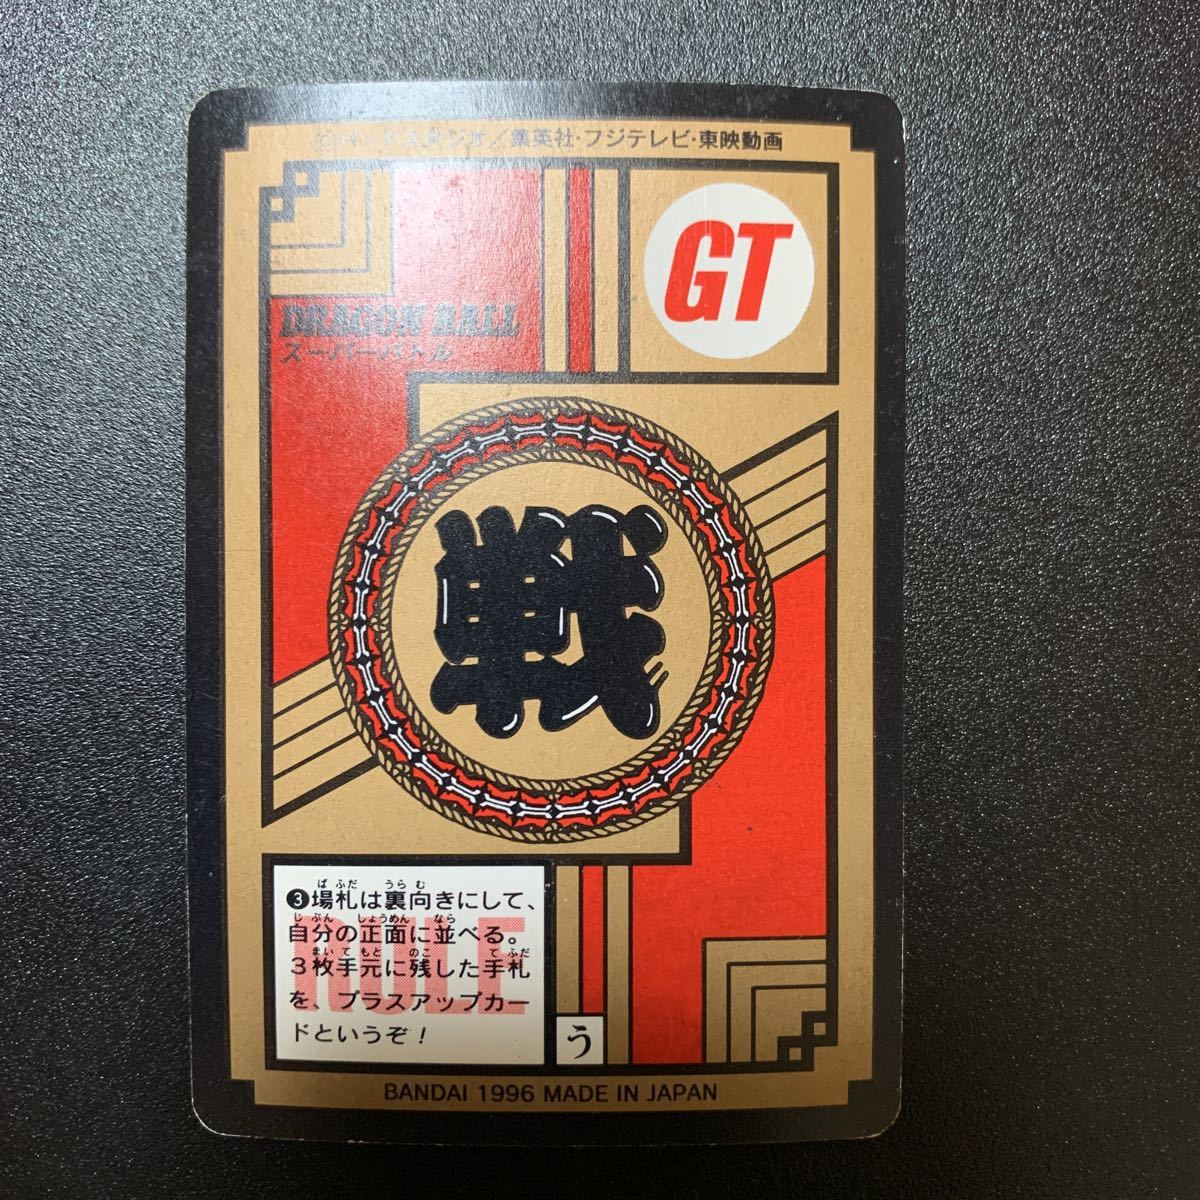 ©バードスタジオ／集英社・フジテレビ・東映動画
GT
DRAGON BALL
スーパーバトル
戦
❸場札は裏向きにして、
自分の正面に並べる。
３枚手元に残した手札
を、プラスアップカー
ドというぞ！
RULE
う
BANDAI 1996 MADE IN JAPAN